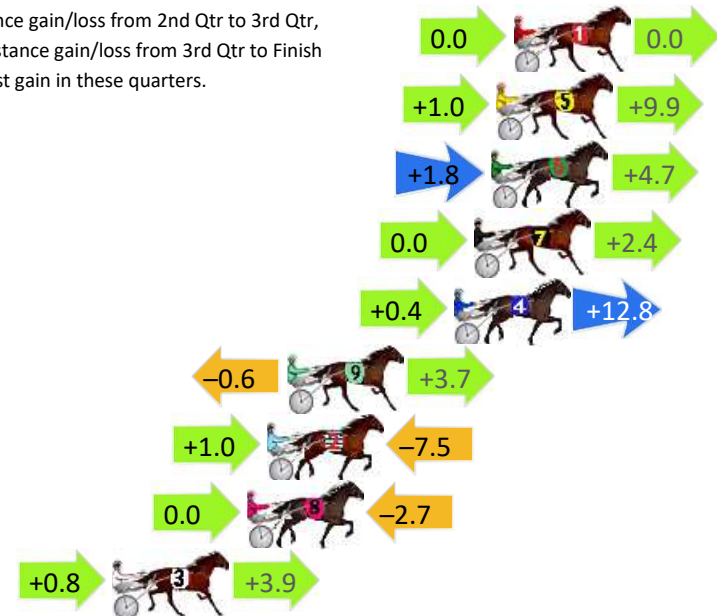 nce gain/loss from 2nd Qtr to 3rd Qtr,
stance gain/loss from 3rd Qtr to Finish
st gain in these quarters.
0.0 1 0.0
+1.0 5 +9.9
+1.8 6 +4.7
0.0 7 +2.4
+0.4 4 +12.8
–0.6 9 +3.7
+1.0 2 –7.5
0.0 8 –2.7
+0.8 3 +3.9